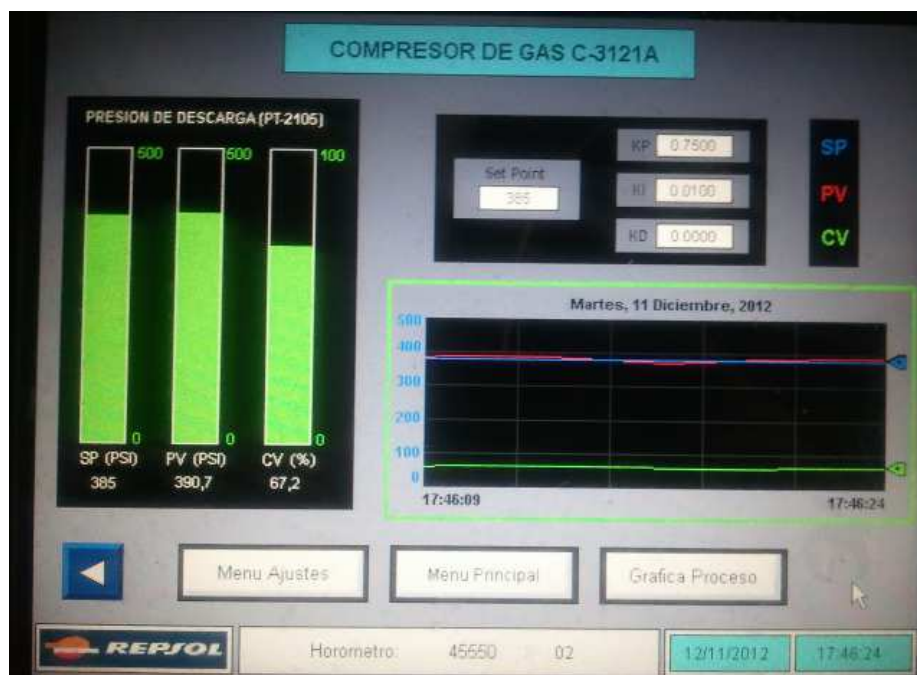 COMPRESOR DE GAS C-3121A
PRESION DE DESCARGA (PT-2105)
500 500 100
0 0 0
SP (PSI) PV (PSI) CV (%)
385 390,7 67,2
Set Point
385
KP 0.7500
KI 0.0100
KD 0.0000
SP
PV
CV
Martes, 11 Diciembre, 2012
500
400
300
200
100
0
17:46:09 17:46:24
Menu Ajustes Menu Principal Grafica Proceso
REPSOL Horometro: 45550 02 12/11/2012 17:46:24